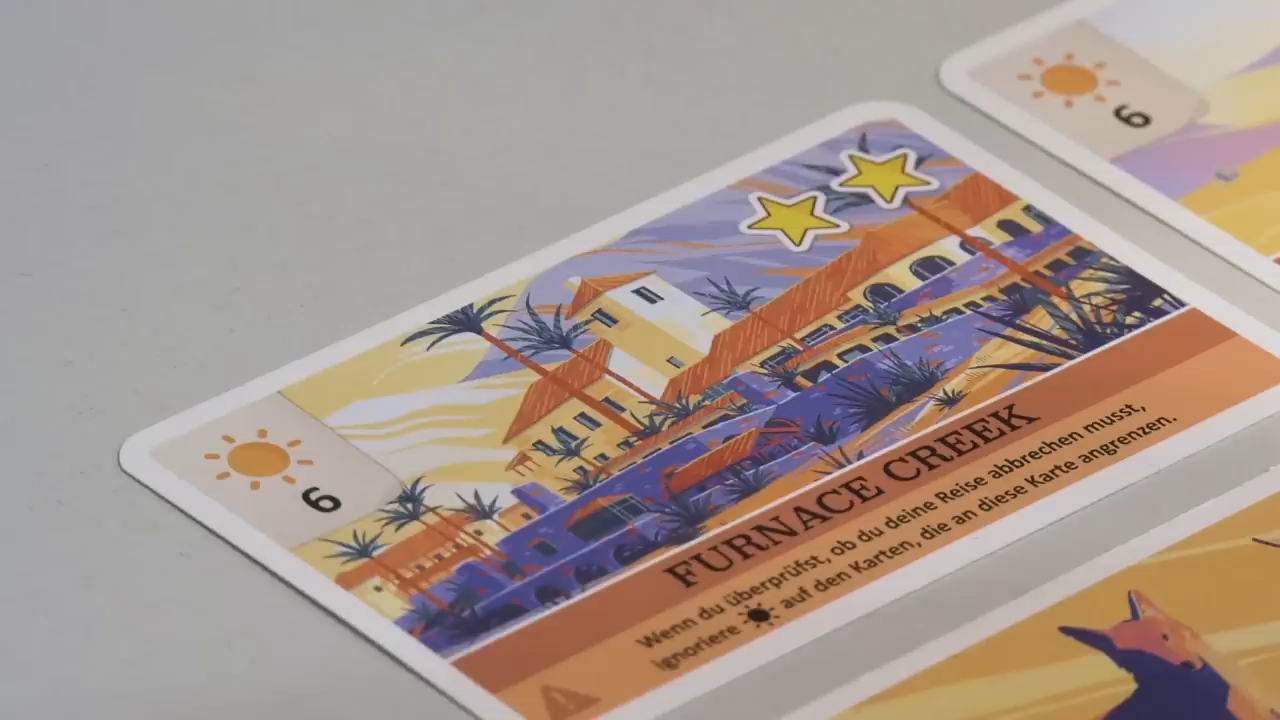 6
6
FURNACE CREEK
Wenn du überprüfst, ob du deine Reise abbrechen musst,
ignoriere auf den Karten, die an diese Karte angrenzen.